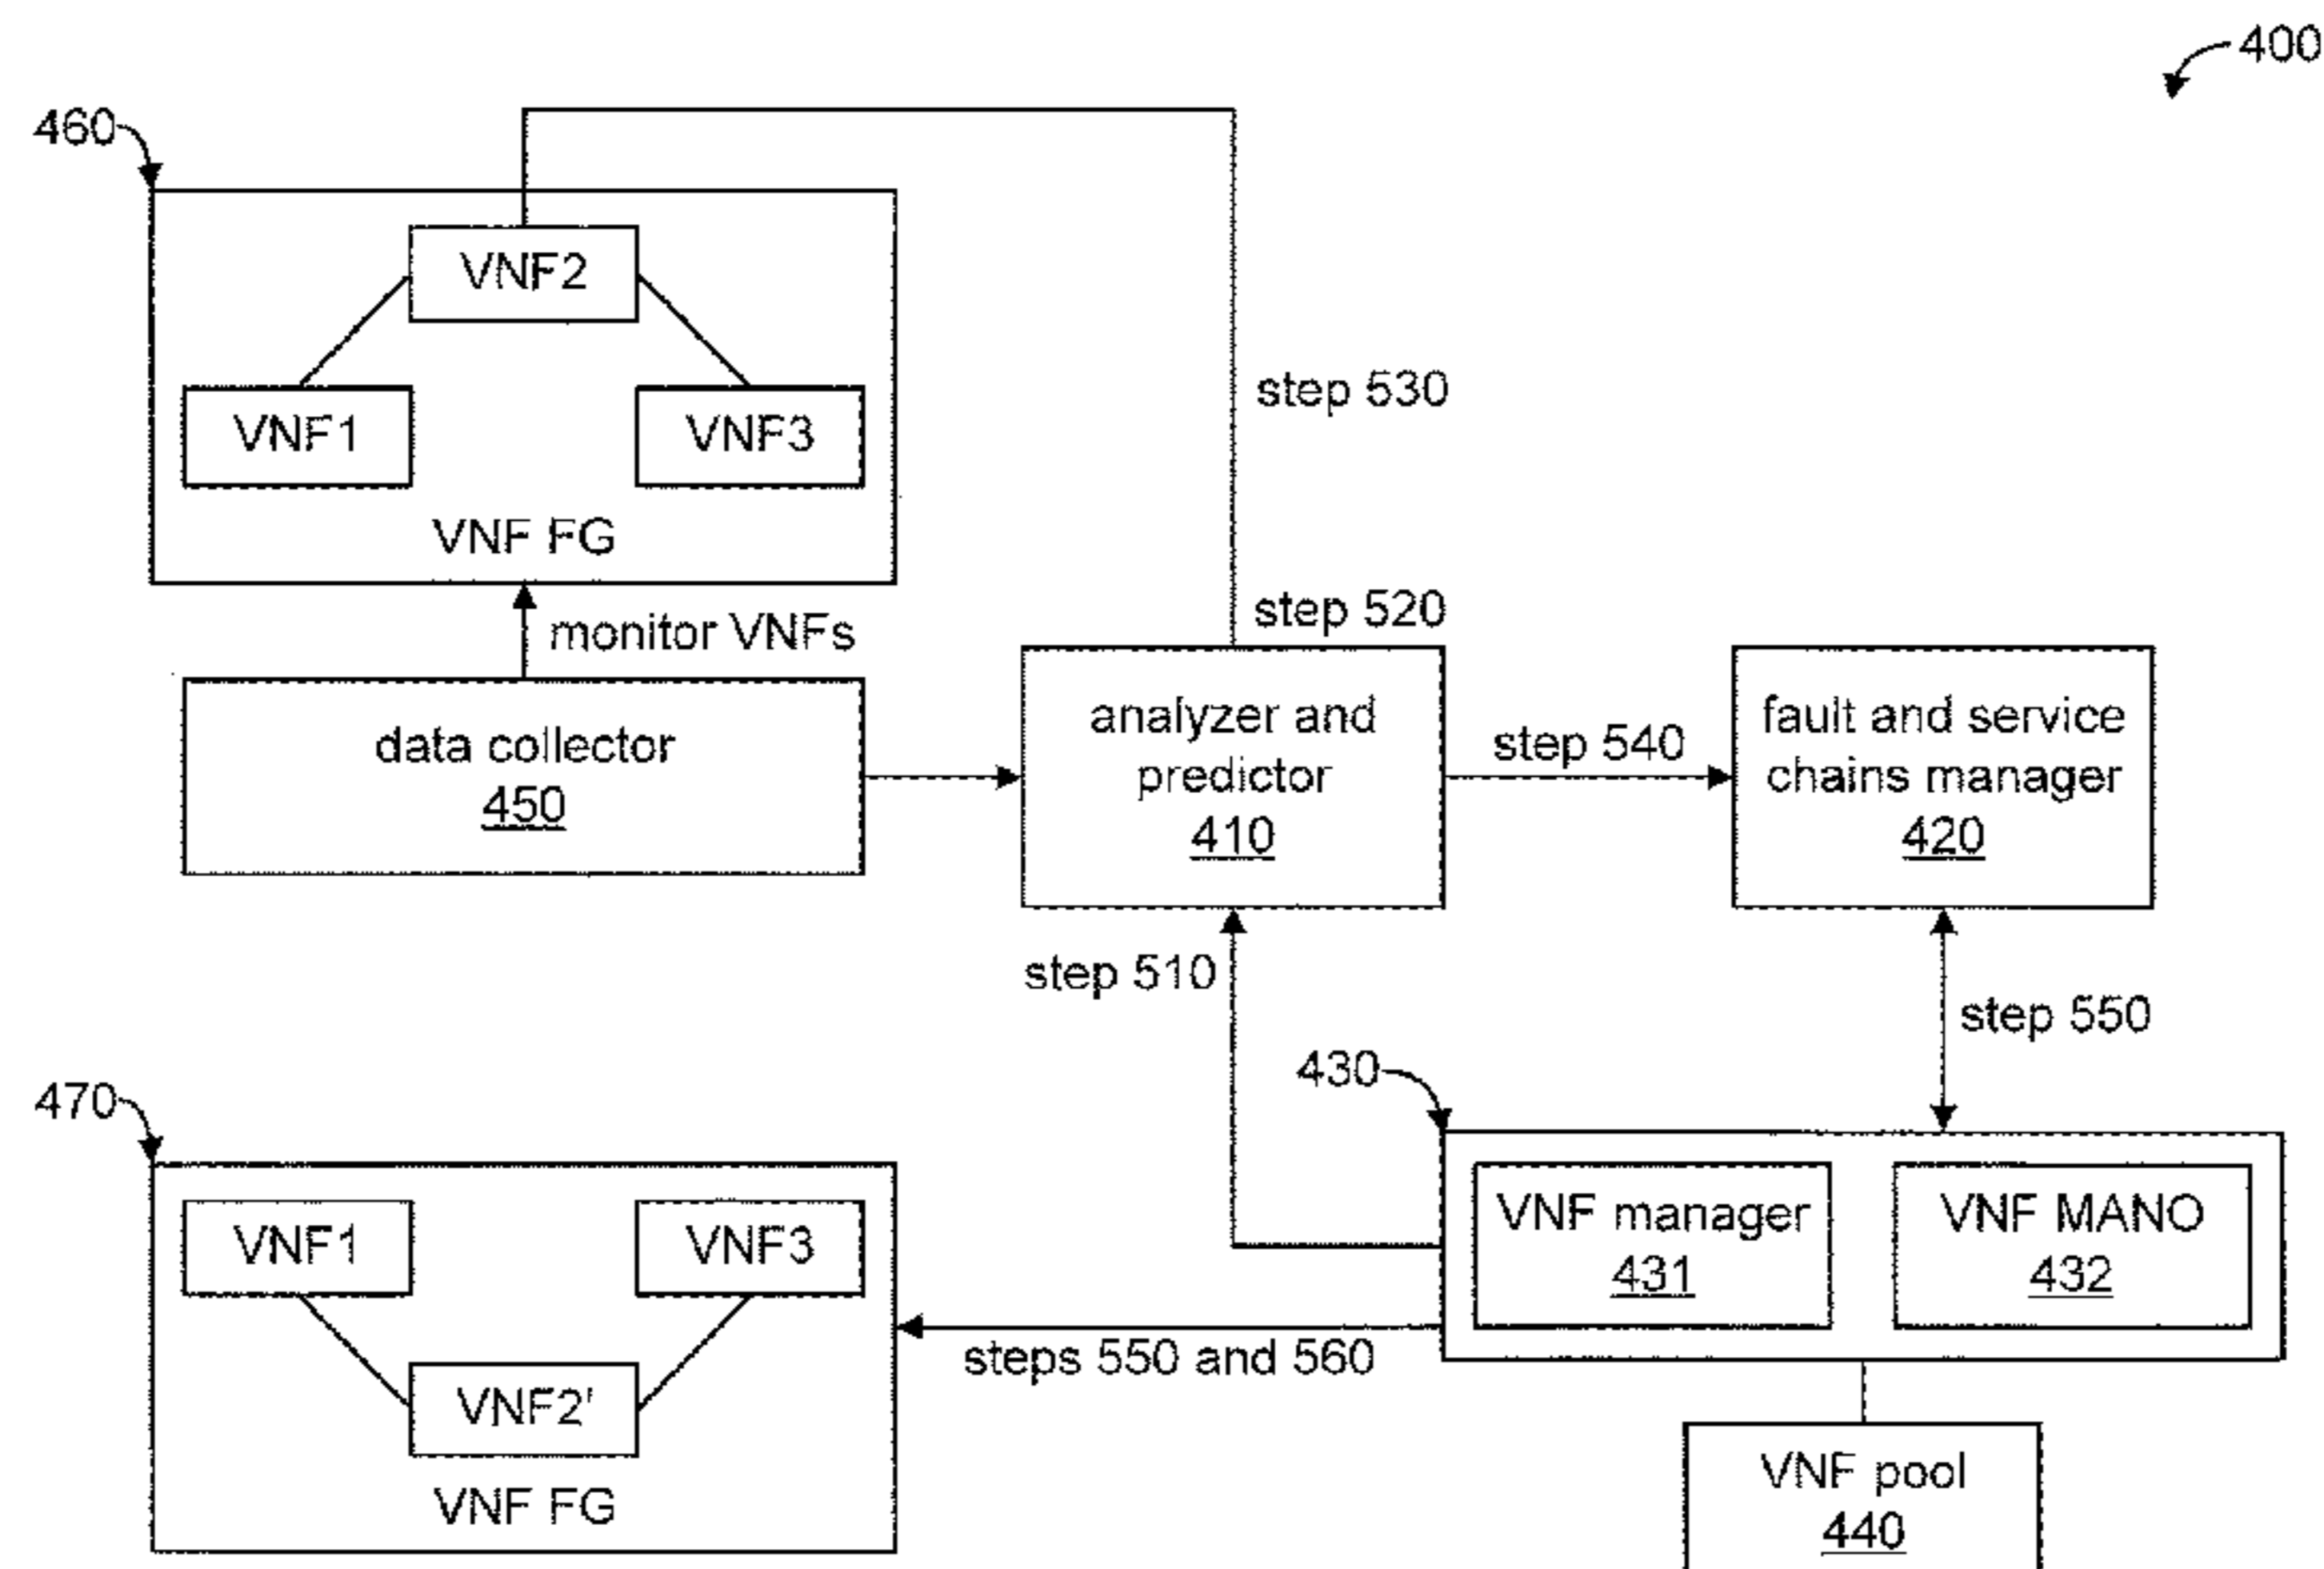 400
460
VNF2
VNF1
VNF3
VNF FG
step 530
step 520
monitor VNFs
data collector
450
analyzer and
predictor
410
step 540
fault and service
chains manager
420
step 510
step 550
430
470
VNF1
VNF3
VNF2'
VNF FG
steps 550 and 560
VNF manager
431
VNF MANO
432
VNF pool
440